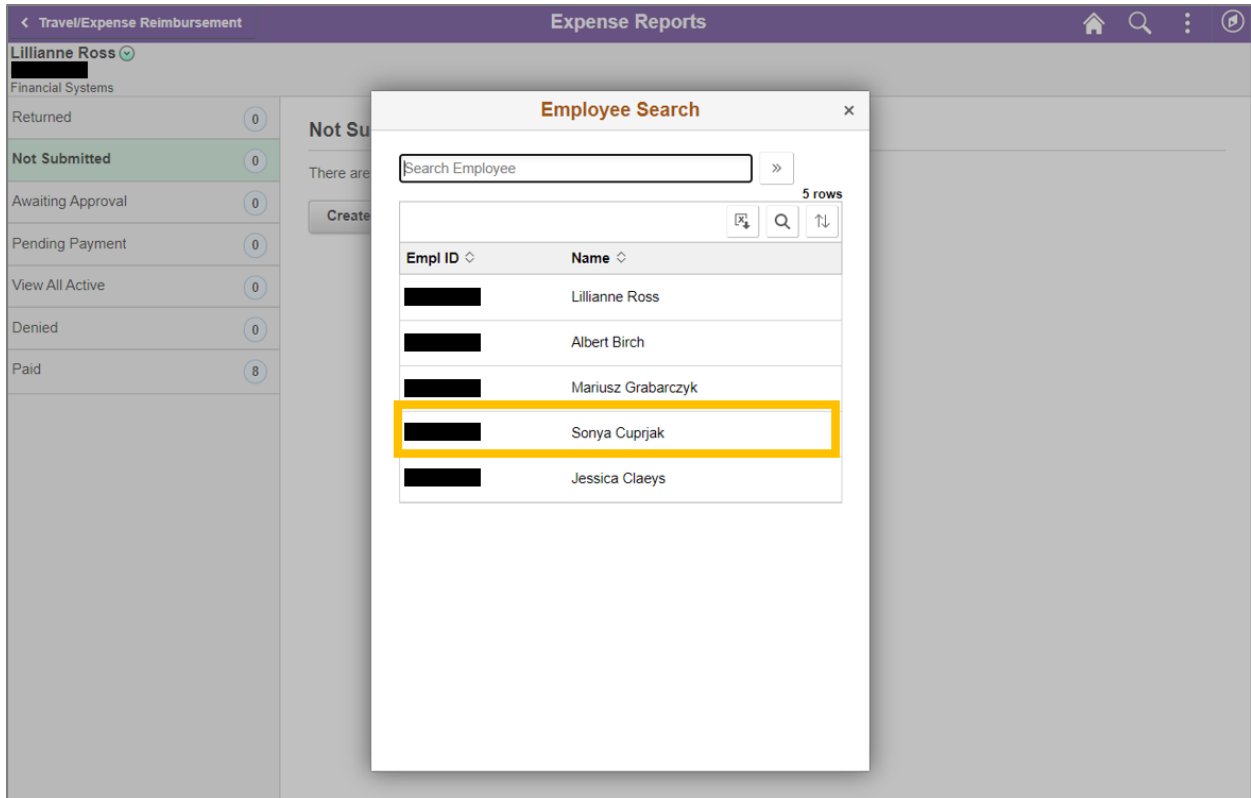 Travel/Expense Reimbursement
Expense Reports
Lillianne Ross
Financial Systems
Returned 0
Not Submitted 0
Awaiting Approval 0
Pending Payment 0
View All Active 0
Denied 0
Paid 8
Not Su
There are
Create
Employee Search
×
Search Employee
»
5 rows
Empl ID Name
Lillianne Ross
Albert Birch
Mariusz Grabarczyk
Sonya Cuprjak
Jessica Claeys